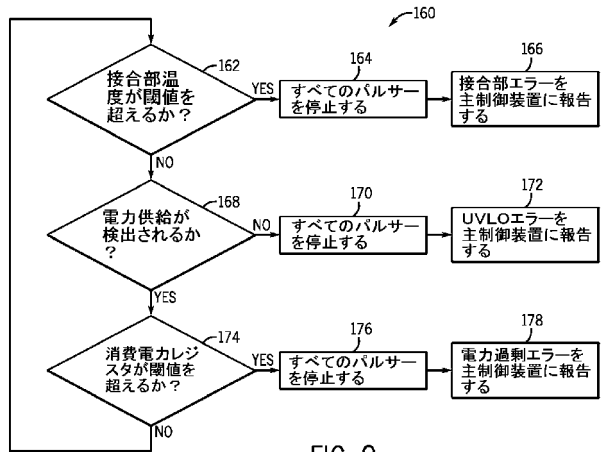 160
162
接合部温
度が閾値を
超えるか？
YES
164
すべてのパルサー
を停止する
166
接合部エラーを
主制御装置に報告
する
NO
168
電力供給が
検出されるか
？
NO
170
すべてのパルサー
を停止する
172
UVLOエラーを
主制御装置に報告
する
YES
174
消費電力レジ
スタが閾値を
超えるか？
YES
176
すべてのパルサー
を停止する
178
電力過剰エラーを
主制御装置に報告
する
NO